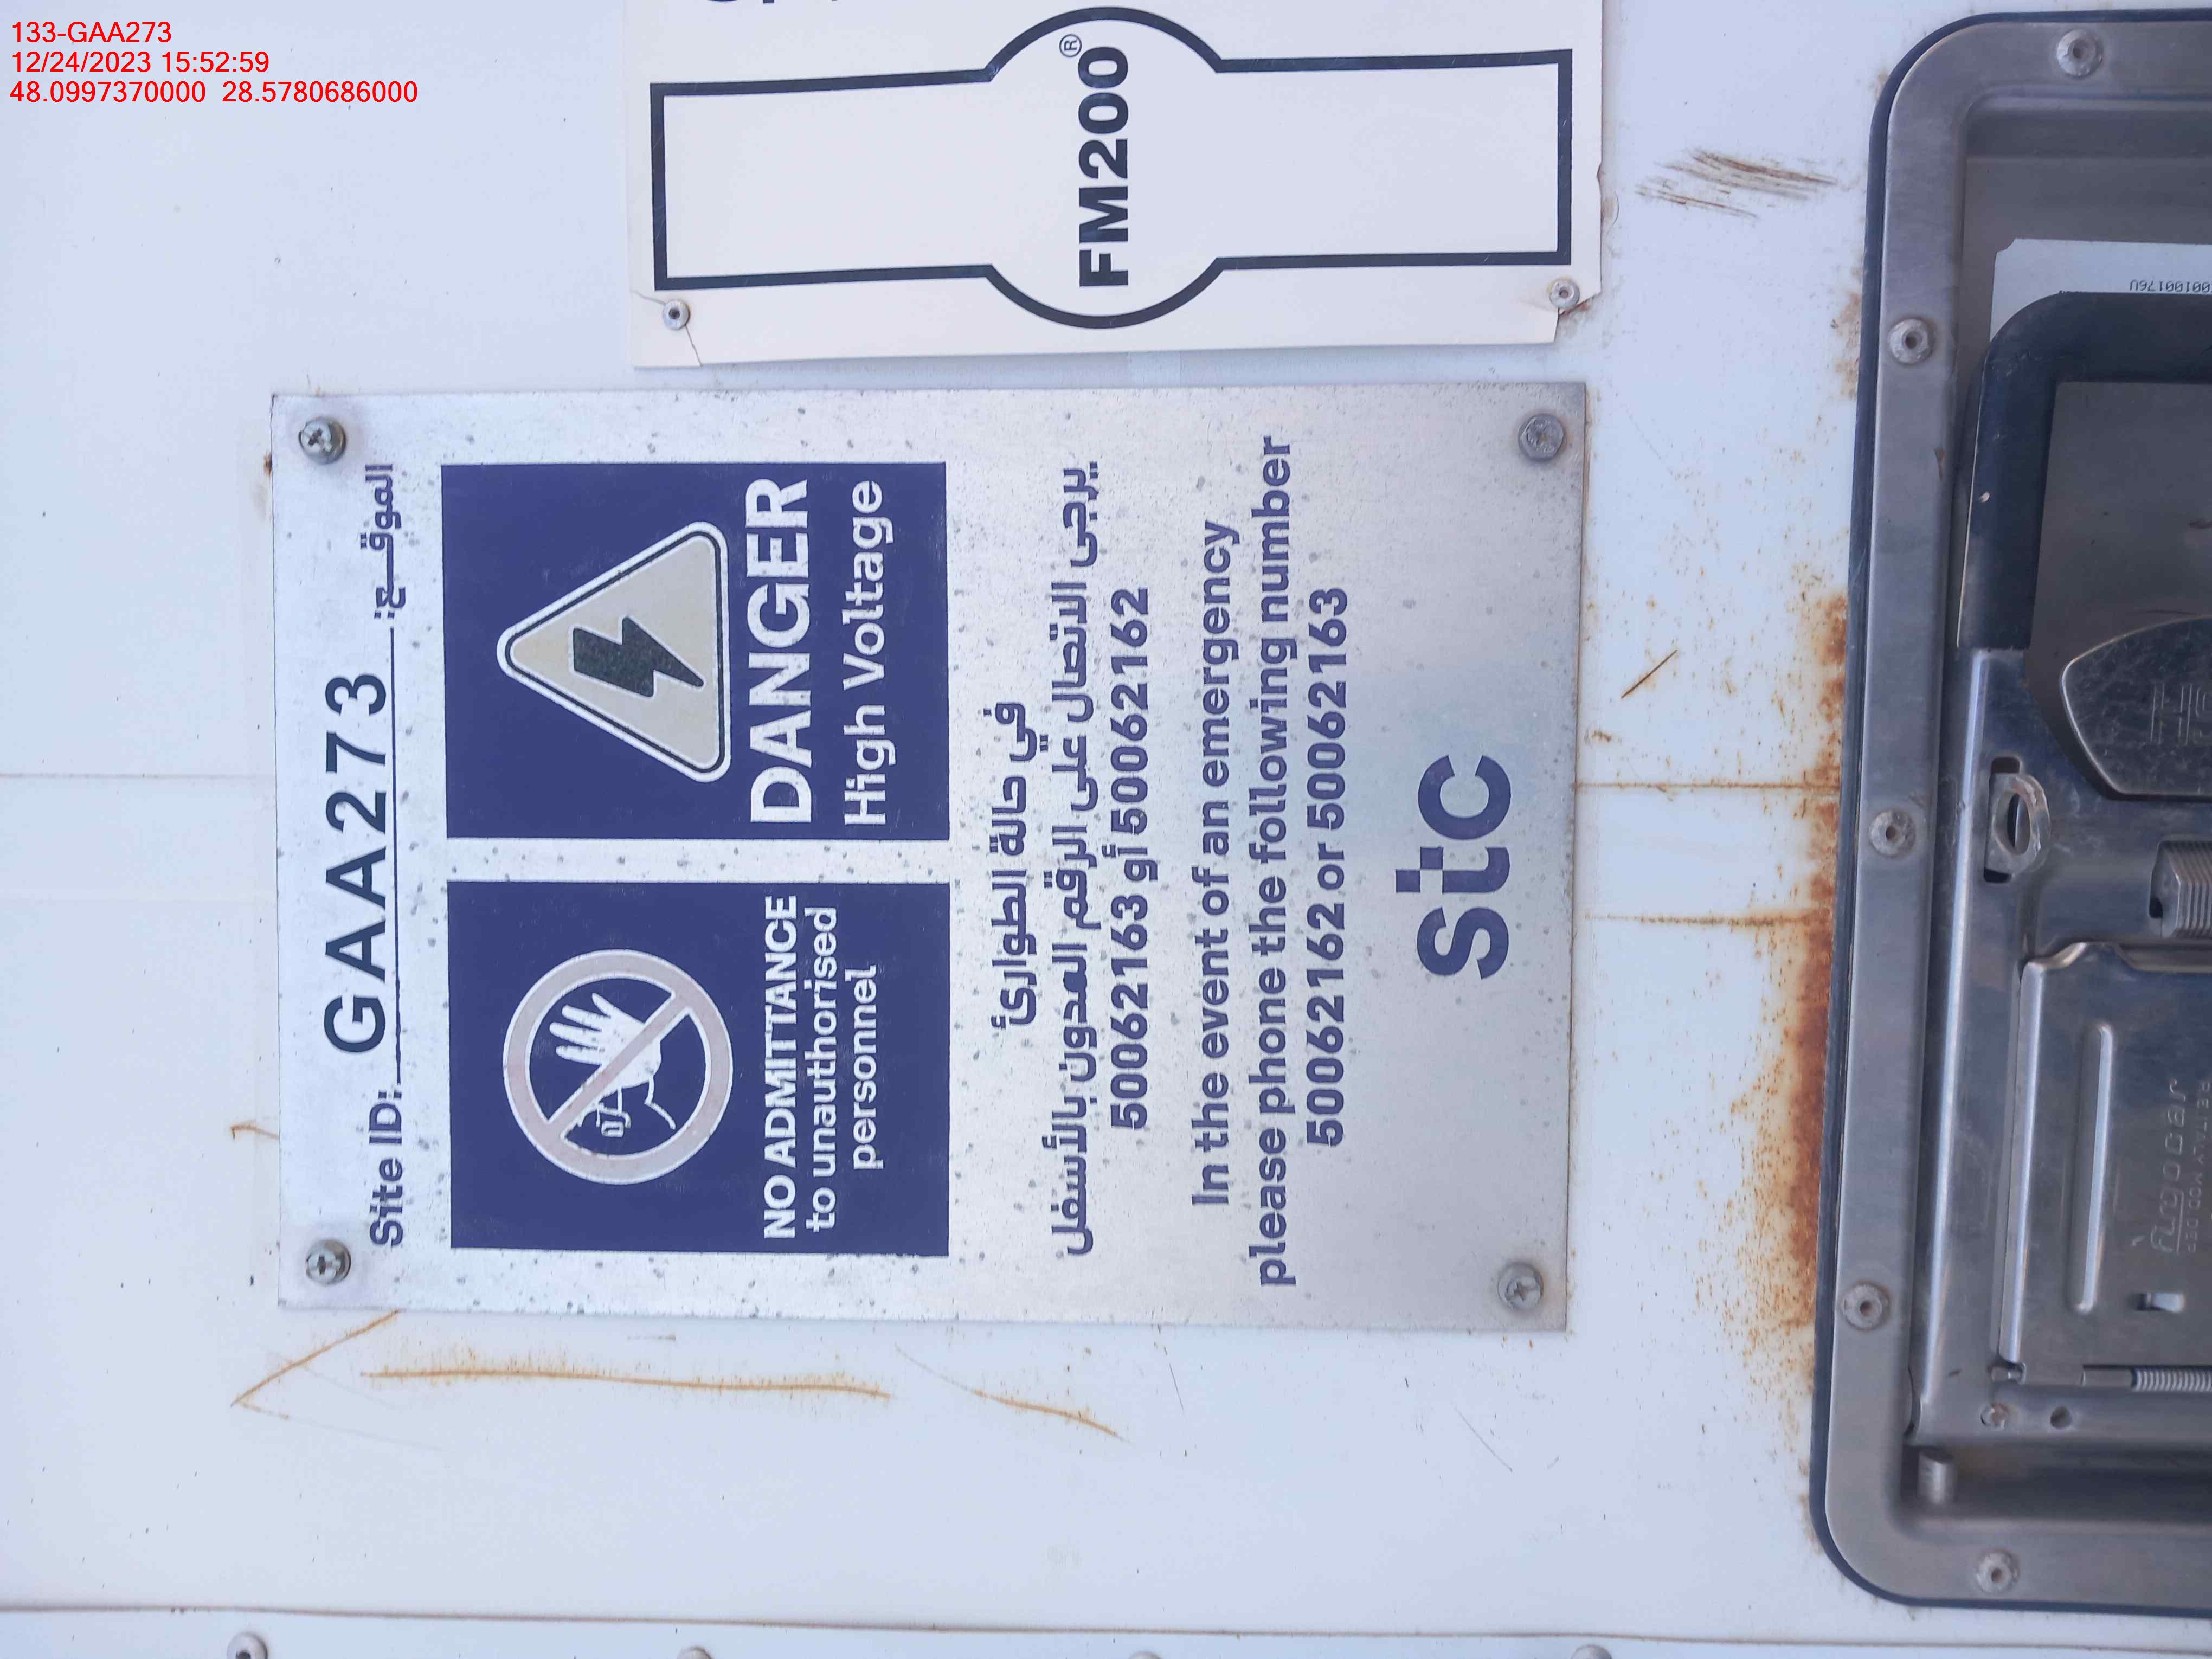 133-GAA273
12/24/2023 15:52:59
48.0997370000 28.5780686000
FM200®
Site ID: GAA273 الموقـــع:
NO ADMITTANCE
to unauthorised
personnel
DANGER
High Voltage
في حالة الطوارئ
يرجى الاتصال على الرقم المدون بالأسفل
50062163 أو 50062162
In the event of an emergency
please phone the following number
50062162 or 50062163
stc